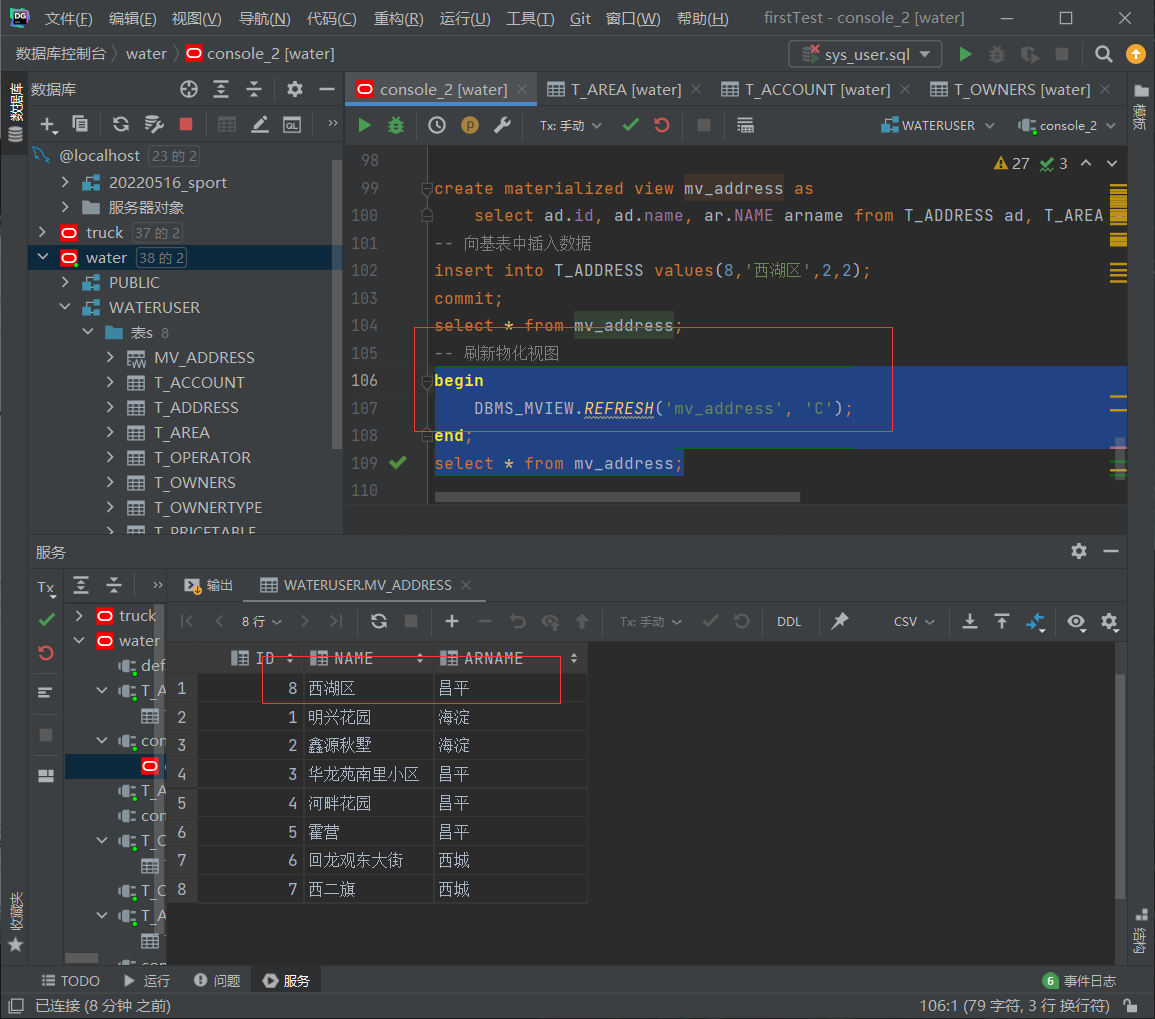 文件(F) 编辑(E) 视图(V) 导航(N) 代码(C) 重构(R) 运行(U) 工具(T) Git 窗口(W) 帮助(H) firstTest - console_2 [water]
数据库控制台 water console_2 [water] sys_user.sql
数据库
console_2 [water] T_AREA [water] T_ACCOUNT [water] T_OWNERS [water]
Tx: 手动 WATERUSER console_2
数据库
模板
@localhost 23 的 2
20220516_sport
服务器对象
truck 37 的 2
water 38 的 2
PUBLIC
WATERUSER
表s 8
MV_ADDRESS
T_ACCOUNT
T_ADDRESS
T_AREA
T_OPERATOR
T_OWNERS
T_OWNERTYPE
T_PRICETABLE
27 3
98
99 create materialized view mv_address as
100 select ad.id, ad.name, ar.NAME arname from T_ADDRESS ad, T_AREA
101 -- 向基表中插入数据
102 insert into T_ADDRESS values(8,'西湖区',2,2);
103 commit;
104 select * from mv_address;
105 -- 刷新物化视图
106 begin
107 DBMS_MVIEW.REFRESH('mv_address', 'C');
108 end;
109 select * from mv_address;
110
服务
Tx
输出 WATERUSER.MV_ADDRESS
8 行 Tx: 手动 DDL CSV
truck
water
def
T_A
con
T_A
con
T_O
T_O
T_A
con
ID NAME ARNAME
1 8 西湖区 昌平
2 1 明兴花园 海淀
3 2 鑫源秋墅 海淀
4 3 华龙苑南里小区 昌平
5 4 河畔花园 昌平
6 5 霍营 昌平
7 6 回龙观东大街 西城
8 7 西二旗 西城
收藏夹
结构
TODO 运行 问题 服务 6 事件日志
已连接 (8 分钟 之前) 106:1 (79 字符, 3 行 换行符)